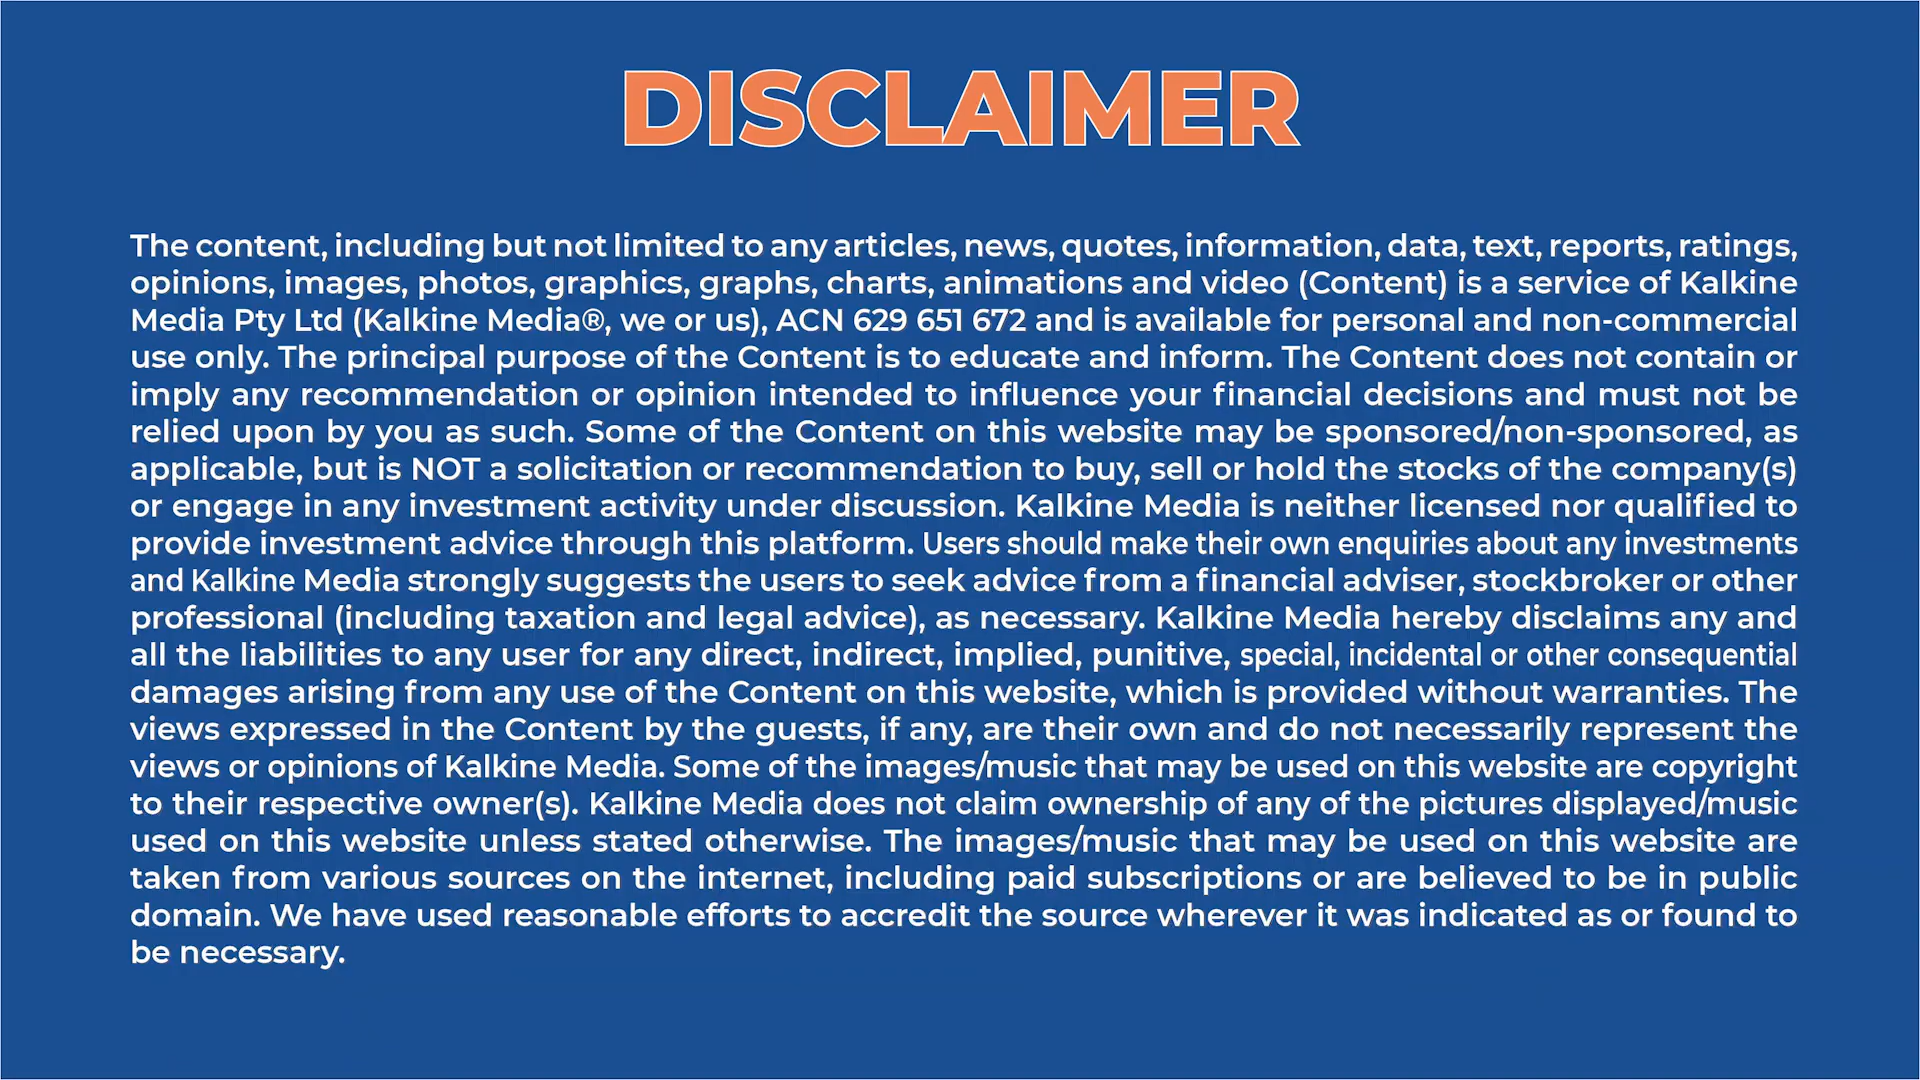 DISCLAIMER
The content, including but not limited to any articles, news, quotes, information, data, text, reports, ratings,
opinions, images, photos, graphics, graphs, charts, animations and video (Content) is a service of Kalkine
Media Pty Ltd (Kalkine Media®, we or us), ACN 629 651 672 and is available for personal and non-commercial
use only. The principal purpose of the Content is to educate and inform. The Content does not contain or
imply any recommendation or opinion intended to influence your financial decisions and must not be
relied upon by you as such. Some of the Content on this website may be sponsored/non-sponsored, as
applicable, but is NOT a solicitation or recommendation to buy, sell or hold the stocks of the company(s)
or engage in any investment activity under discussion. Kalkine Media is neither licensed nor qualified to
provide investment advice through this platform. Users should make their own enquiries about any investments
and Kalkine Media strongly suggests the users to seek advice from a financial adviser, stockbroker or other
professional (including taxation and legal advice), as necessary. Kalkine Media hereby disclaims any and
all the liabilities to any user for any direct, indirect, implied, punitive, special, incidental or other consequential
damages arising from any use of the Content on this website, which is provided without warranties. The
views expressed in the Content by the guests, if any, are their own and do not necessarily represent the
views or opinions of Kalkine Media. Some of the images/music that may be used on this website are copyright
to their respective owner(s). Kalkine Media does not claim ownership of any of the pictures displayed/music
used on this website unless stated otherwise. The images/music that may be used on this website are
taken from various sources on the internet, including paid subscriptions or are believed to be in public
domain. We have used reasonable efforts to accredit the source wherever it was indicated as or found to
be necessary.